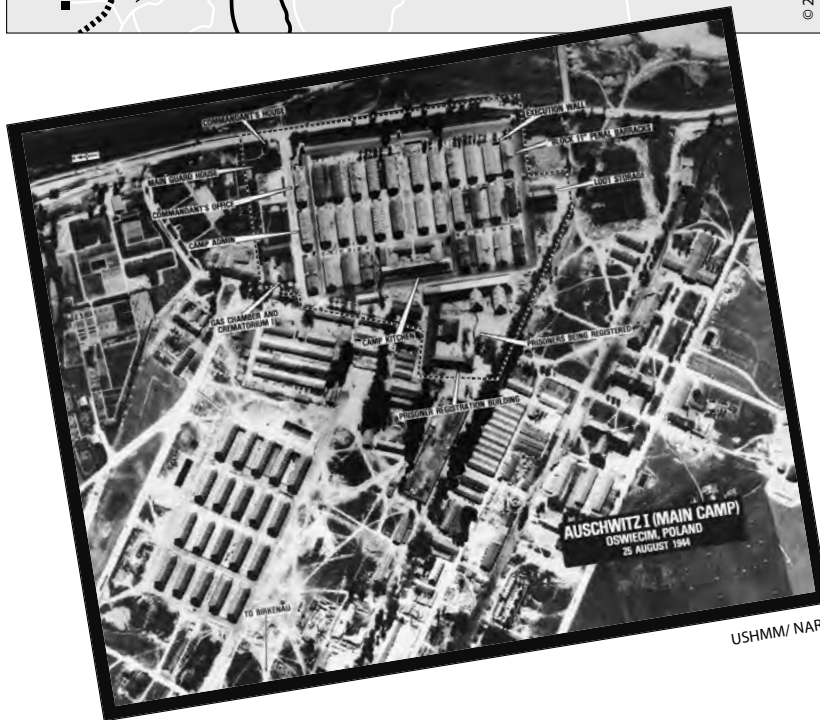 © 2
COMMANDANT'S HOUSE
EXECUTION WALL
"BLOCK 11" PENAL BARRACKS
MAIN GUARD HOUSE
LOOT STORAGE
COMMANDANT'S OFFICE
CAMP ADMIN
GAS CHAMBER AND
CREMATORIUM I
CAMP KITCHEN
PRISONERS BEING REGISTERED
PRISONER REGISTRATION BUILDING
AUSCHWITZ I (MAIN CAMP)
OSWIECIM, POLAND
25 AUGUST 1944
TO BIRKENAU
USHMM/ NAR